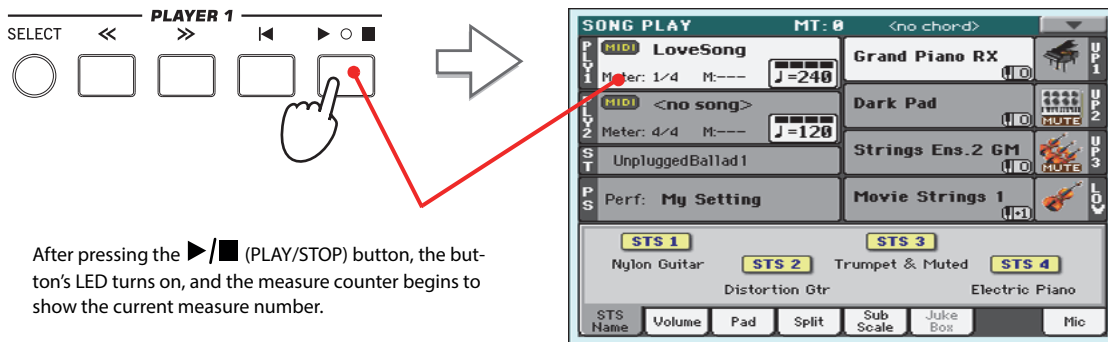 PLAYER 1
SELECT
After pressing the ▶/■ (PLAY/STOP) button, the but-
ton's LED turns on, and the measure counter begins to
show the current measure number.
SONG PLAY MT: 0 <no chord>
PLY1
MIDI LoveSong
Meter: 1/4 M:--- ♩=240
Grand Piano RX
0
UP1
PLY2
MIDI <no song>
Meter: 4/4 M:--- ♩=120
Dark Pad
0
MUTE
UP2
ST
UnpluggedBallad1
Strings Ens.2 GM
0
MUTE
UP3
PS
Perf: My Setting
Movie Strings 1
+1
LOW
STS 1
Nylon Guitar
STS 2
Distortion Gtr
STS 3
Trumpet & Muted
STS 4
Electric Piano
STS Name
Volume
Pad
Split
Sub Scale
Juke Box
Mic